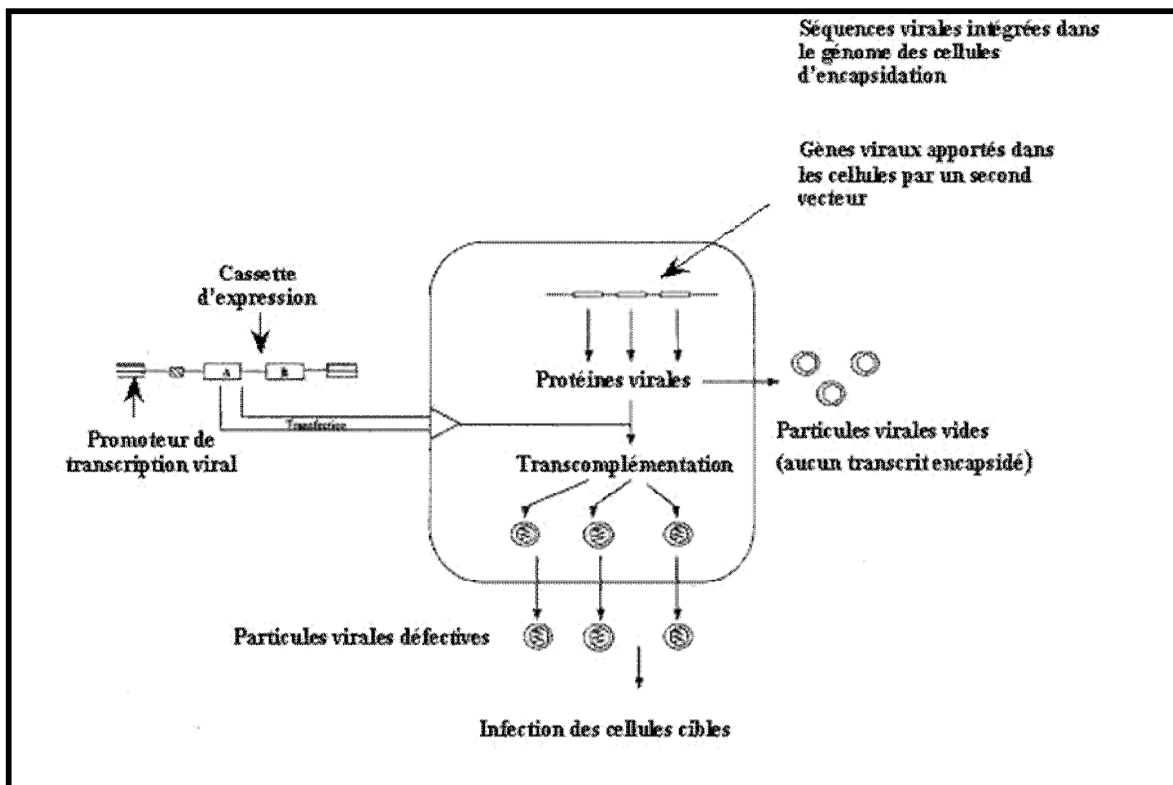 Séquences virales intégrées dans
le génome des cellules
d'encapsidation
Gènes viraux apportés dans
les cellules par un second
vecteur
Cassette
d'expression
A
B
Transfection
Promoteur de
transcription viral
Protéines virales
Particules virales vides
(aucun transcrit encapsidé)
Transcomplémentation
Particules virales défectives
Infection des cellules cibles